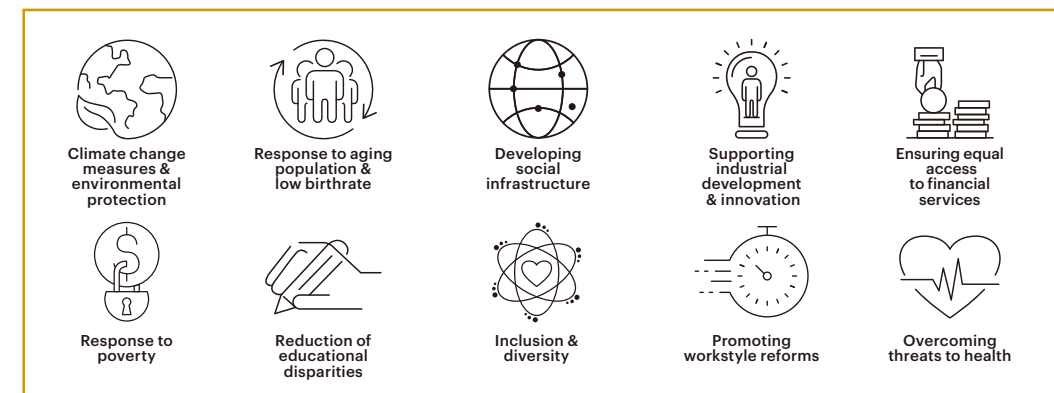 Climate change
measures &
environmental
protection
Response to aging
population &
low birthrate
Developing
social
infrastructure
Supporting
industrial
development
& innovation
Ensuring equal
access
to financial
services
$
Response to
poverty
Reduction of
educational
disparities
Inclusion &
diversity
Promoting
workstyle reforms
Overcoming
threats to health